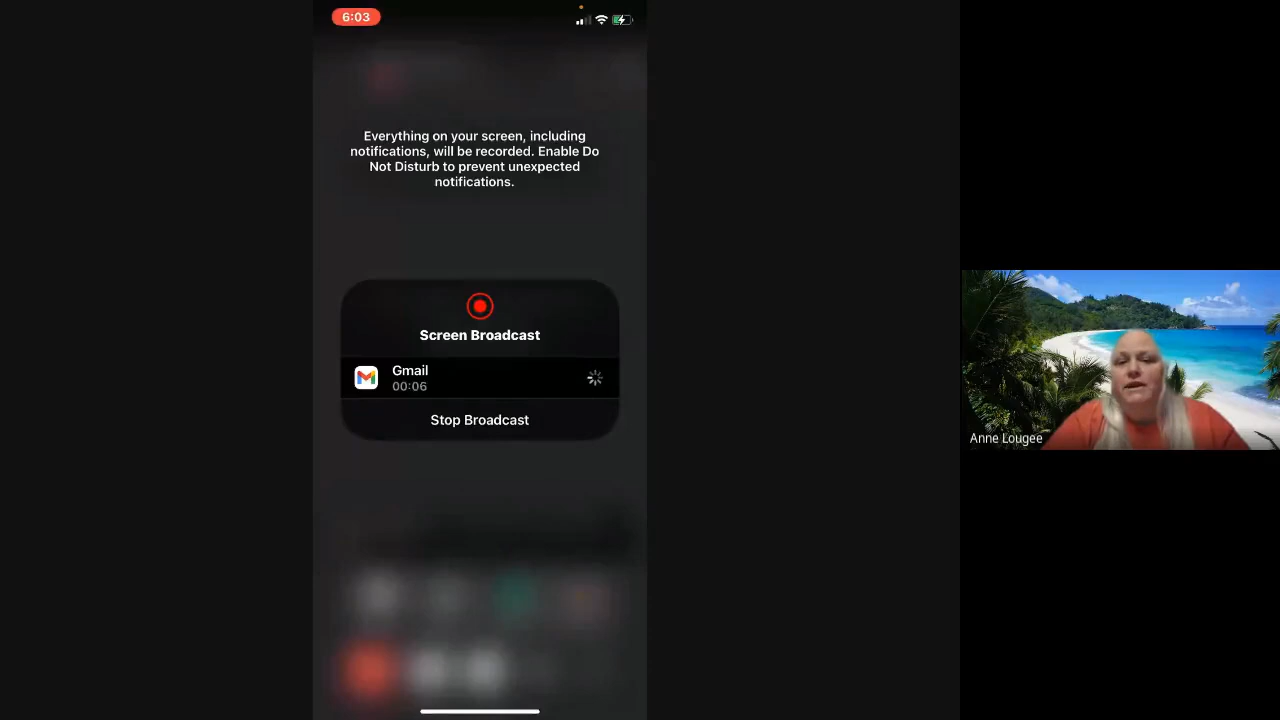 6:03
Everything on your screen, including
notifications, will be recorded. Enable Do
Not Disturb to prevent unexpected
notifications.
Screen Broadcast
Gmail
00:06
Stop Broadcast
Anne Lougee